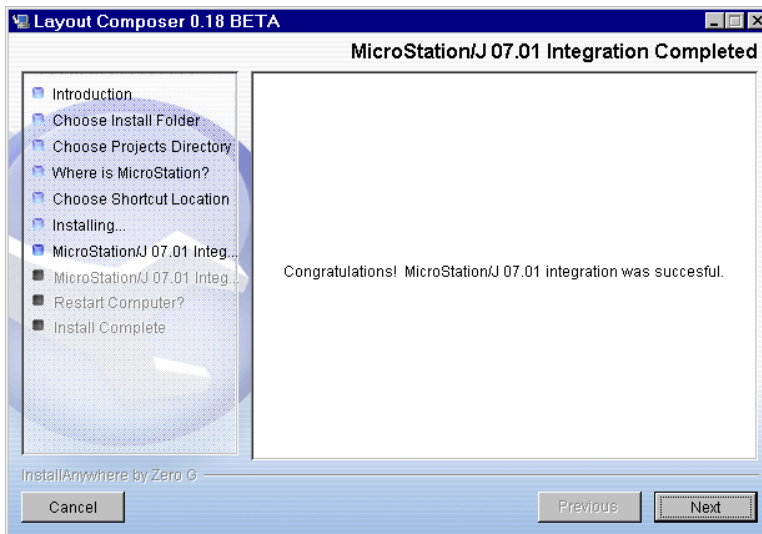 Layout Composer 0.18 BETA
MicroStation/J 07.01 Integration Completed
Introduction
Choose Install Folder
Choose Projects Directory
Where is MicroStation?
Choose Shortcut Location
Installing...
MicroStation/J 07.01 Integ...
MicroStation/J 07.01 Integ...
Restart Computer?
Install Complete
Congratulations! MicroStation/J 07.01 integration was succesful.
InstallAnywhere by Zero G
Cancel
Previous
Next